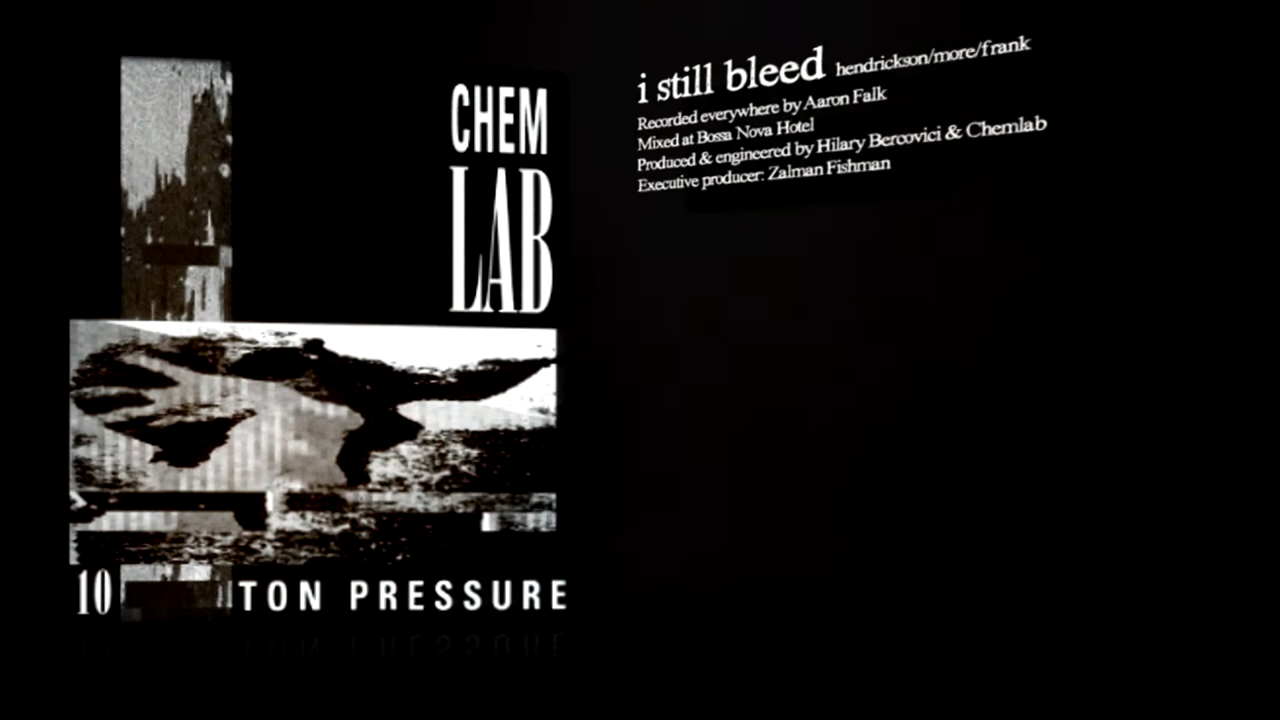 CHEM
LAB
10 TON PRESSURE
i still bleed hendrickson/more/frank
Recorded everywhere by Aaron Falk
Mixed at Bossa Nova Hotel
Produced & engineered by Hilary Bercovici & Chemlab
Executive producer: Zalman Fishman